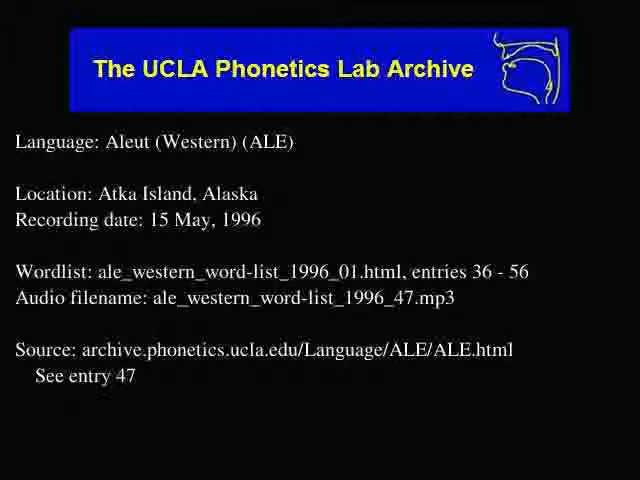 The UCLA Phonetics Lab Archive
Language: Aleut (Western) (ALE)
Location: Atka Island, Alaska
Recording date: 15 May, 1996
Wordlist: ale_western_word-list_1996_01.html, entries 36 - 56
Audio filename: ale_western_word-list_1996_47.mp3
Source: archive.phonetics.ucla.edu/Language/ALE/ALE.html
See entry 47